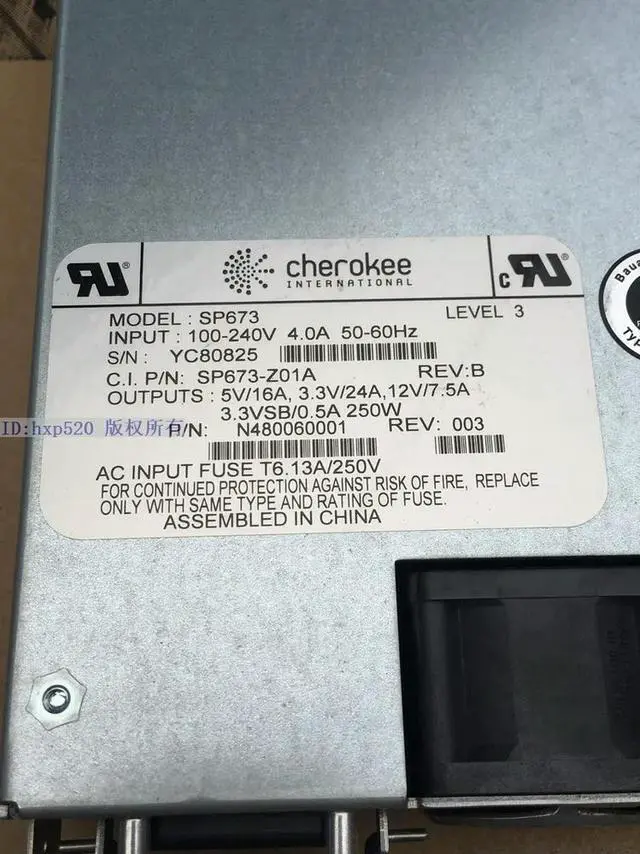 cherokee
INTERNATIONAL
MODEL : SP673 LEVEL 3
INPUT : 100-240V 4.0A 50-60Hz
S/N: YC80825
C.I. P/N: SP673-Z01A REV:B
OUTPUTS : 5V/16A, 3.3V/24A,12V/7.5A
3.3VSB/0.5A 250W
ID:hxp520 版权所有
P/N: N480060001 REV: 003
AC INPUT FUSE T6.13A/250V
FOR CONTINUED PROTECTION AGAINST RISK OF FIRE, REPLACE
ONLY WITH SAME TYPE AND RATING OF FUSE.
ASSEMBLED IN CHINA
Baua
Typ